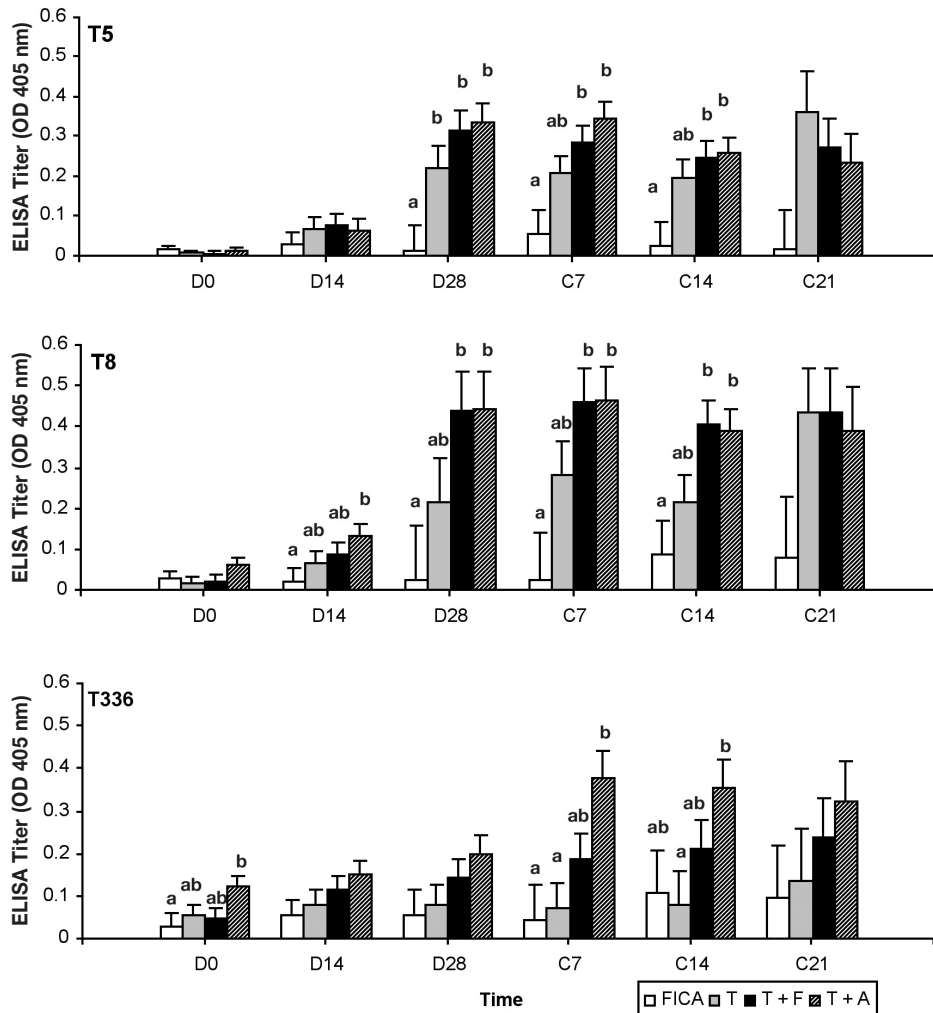 T5
ELISA Titer (OD 405 nm)
0.6
0.5
0.4
0.3
0.2
0.1
0
a b b b
a ab b b
a ab b b
D0 D14 D28 C7 C14 C21
T8
ELISA Titer (OD 405 nm)
0.6
0.5
0.4
0.3
0.2
0.1
0
a ab ab b
a ab b b
a ab b b
a ab b b
D0 D14 D28 C7 C14 C21
T336
ELISA Titer (OD 405 nm)
0.6
0.5
0.4
0.3
0.2
0.1
0
a ab ab b
a a ab b
ab a ab b
D0 D14 D28 C7 C14 C21
Time
FICA T T + F T + A